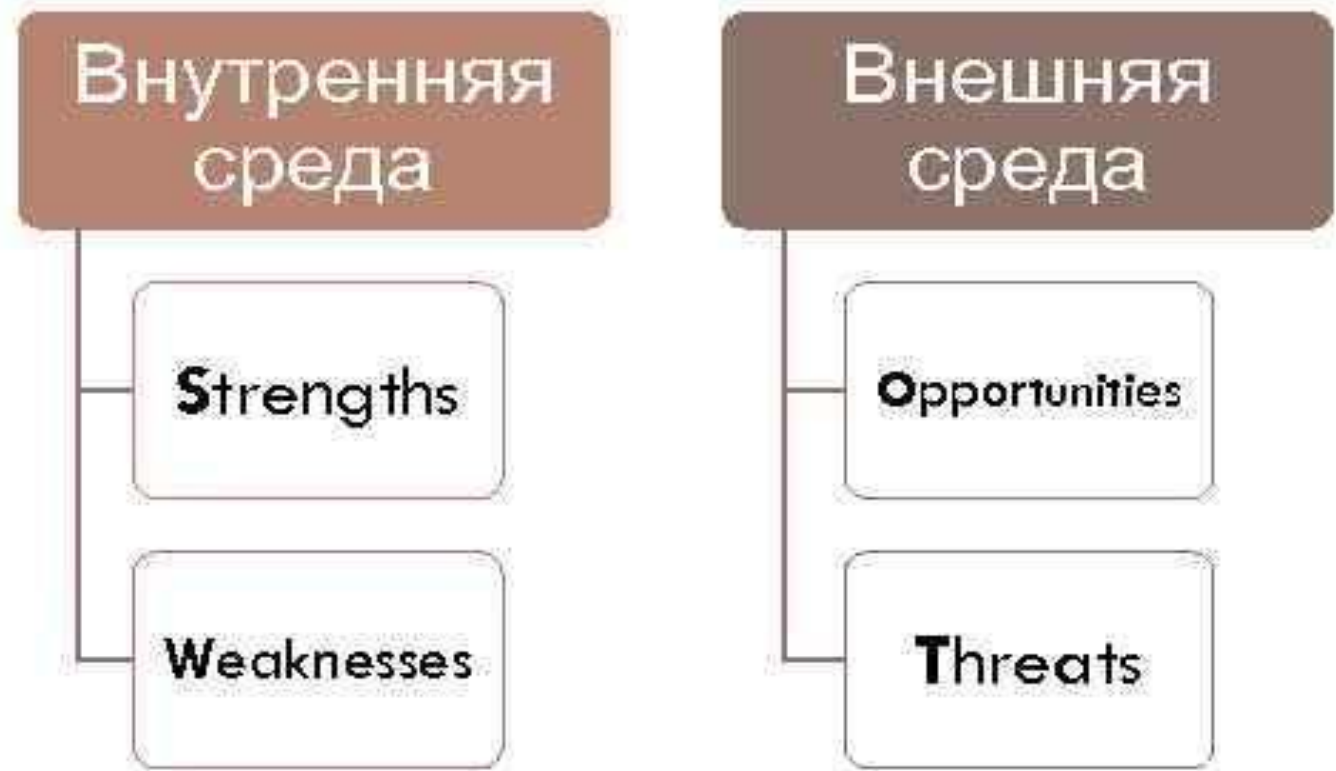 Внутренняя
среда
Strengths
Weaknesses
Внешняя
среда
Opportunities
Threats